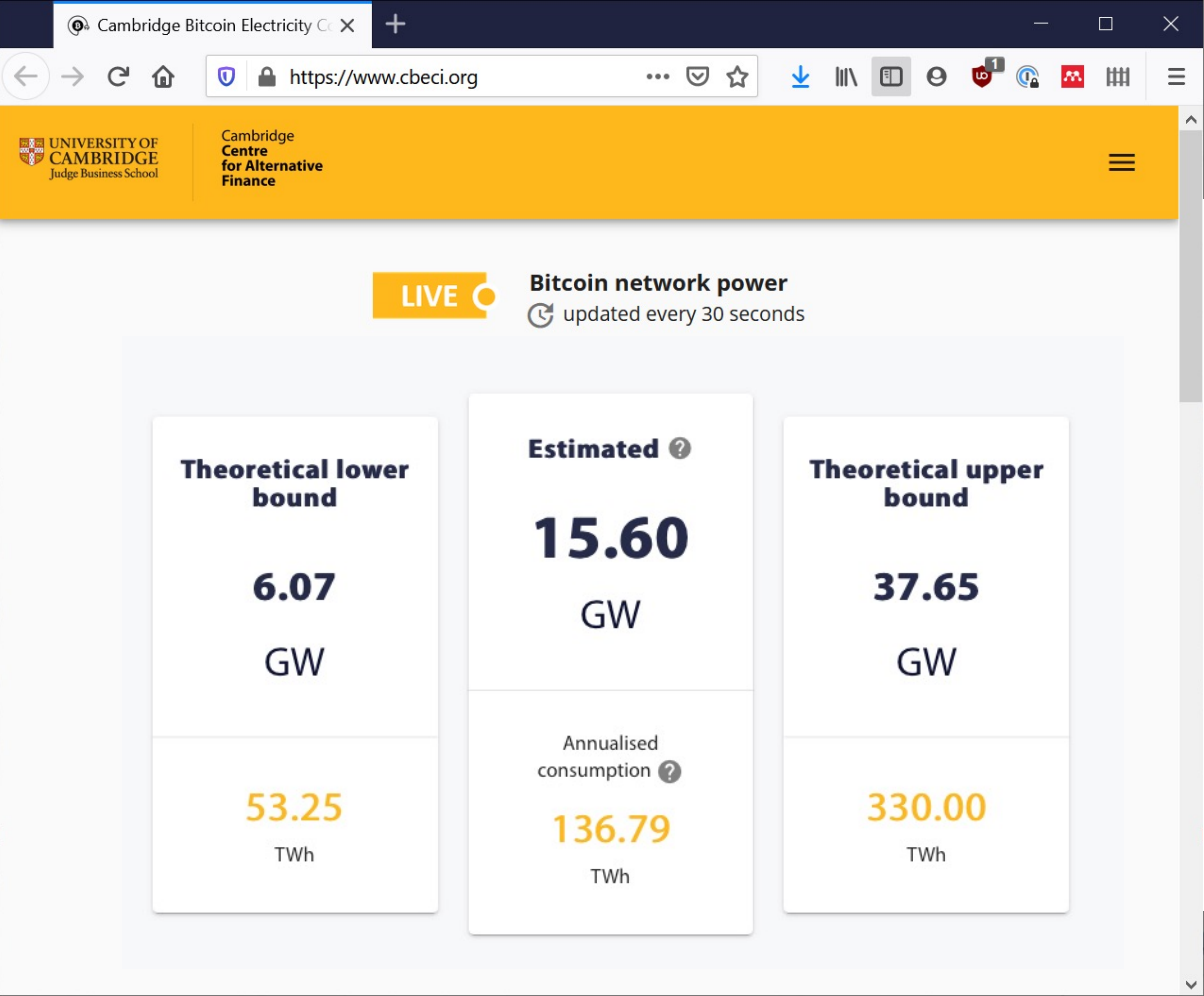 Cambridge Bitcoin Electricity Co
https://www.cbeci.org
1
UNIVERSITY OF
CAMBRIDGE
Judge Business School
Cambridge
Centre
for Alternative
Finance
LIVE
Bitcoin network power
updated every 30 seconds
Theoretical lower
bound
6.07
GW
53.25
TWh
Estimated ?
15.60
GW
Annualised
consumption ?
136.79
TWh
Theoretical upper
bound
37.65
GW
330.00
TWh